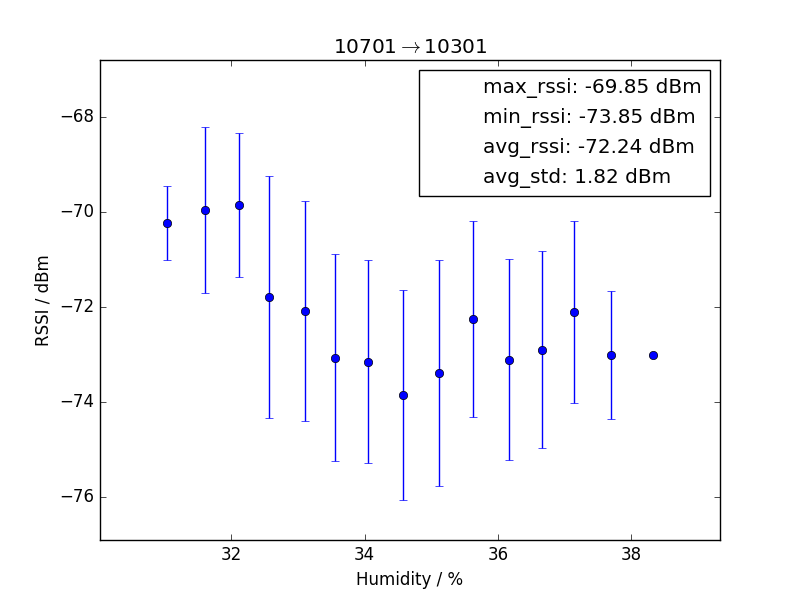 10701→10301
max_rssi: -69.85 dBm
min_rssi: -73.85 dBm
avg_rssi: -72.24 dBm
avg_std: 1.82 dBm
−68
−70
−72
−74
−76
RSSI / dBm
32 34 36 38
Humidity / %